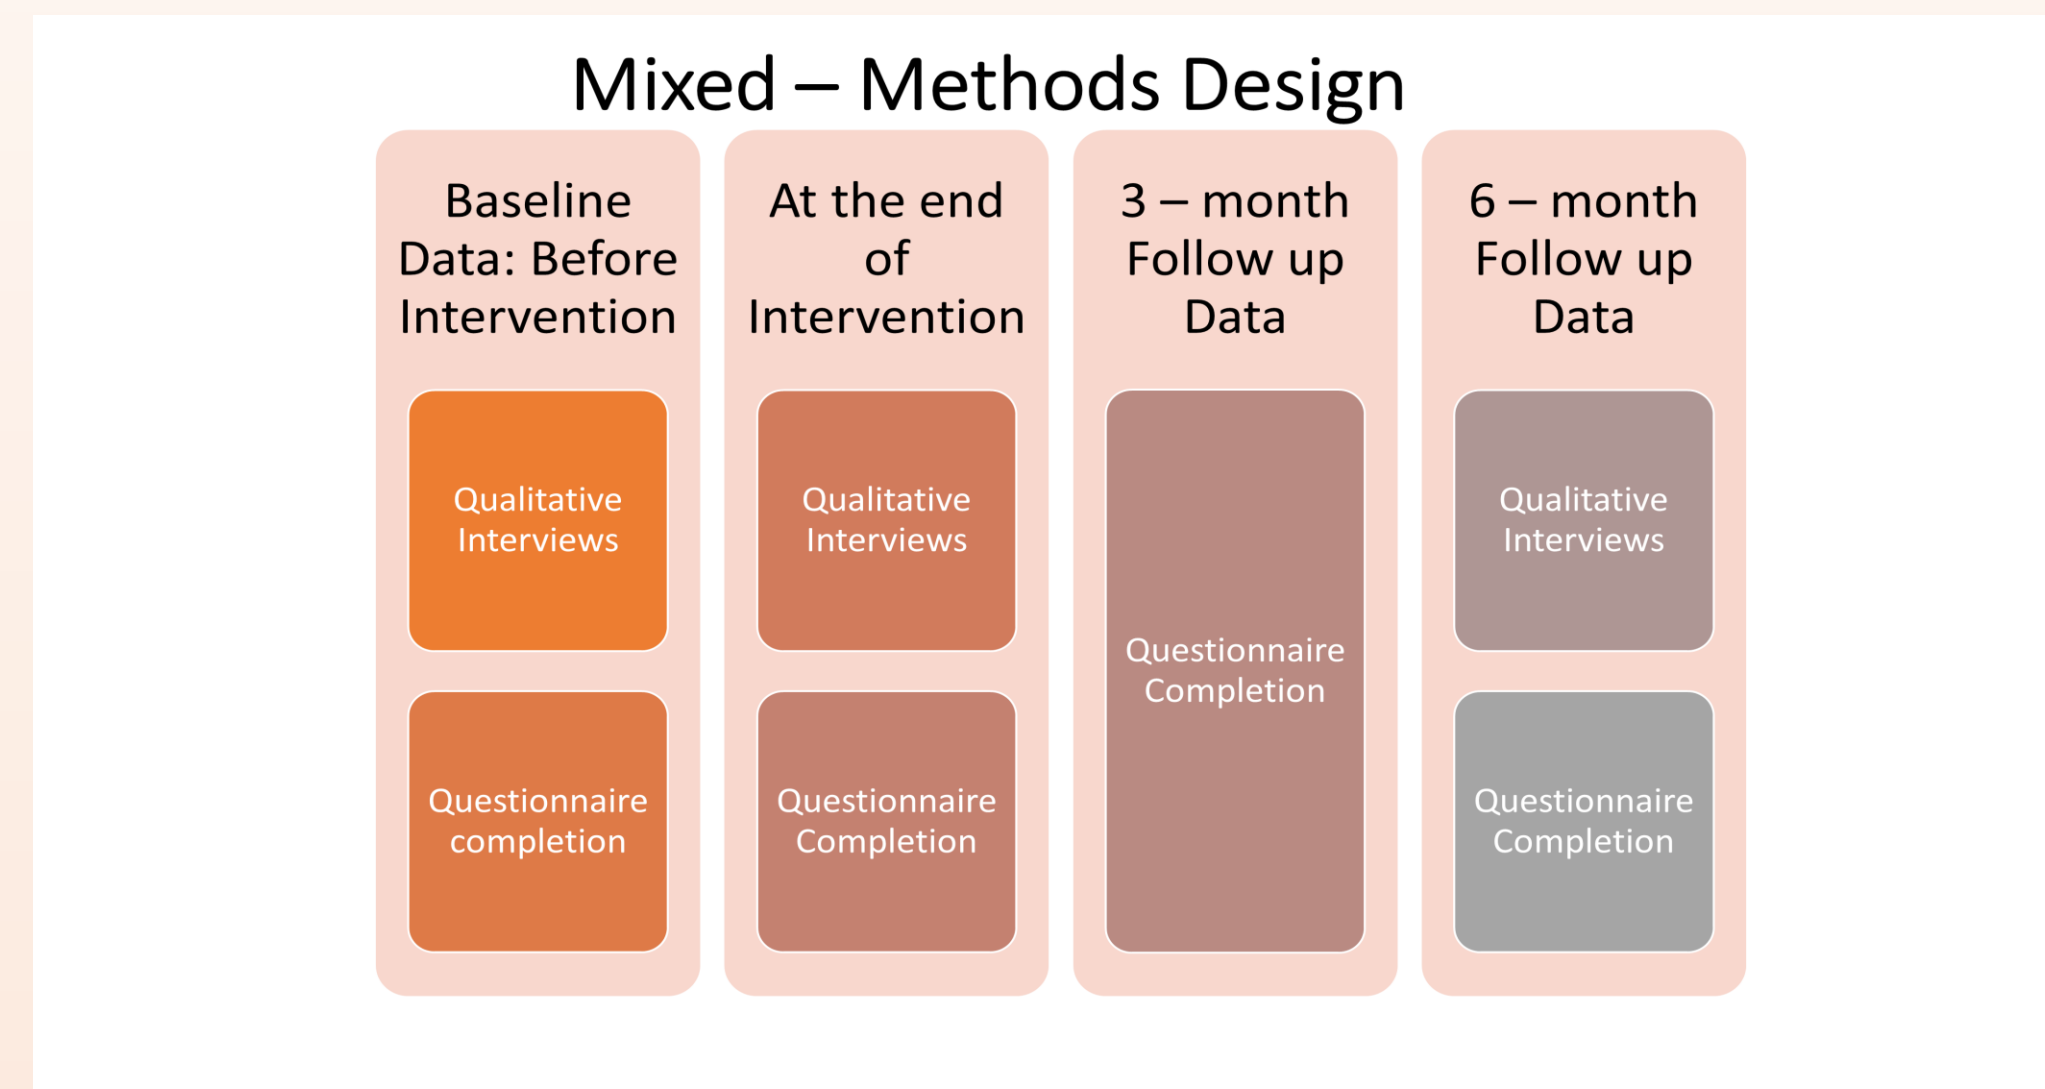 Mixed – Methods Design
Baseline
Data: Before
Intervention
Qualitative
Interviews
Questionnaire
completion
At the end
of
Intervention
Qualitative
Interviews
Questionnaire
Completion
3 – month
Follow up
Data
Questionnaire
Completion
6 – month
Follow up
Data
Qualitative
Interviews
Questionnaire
Completion